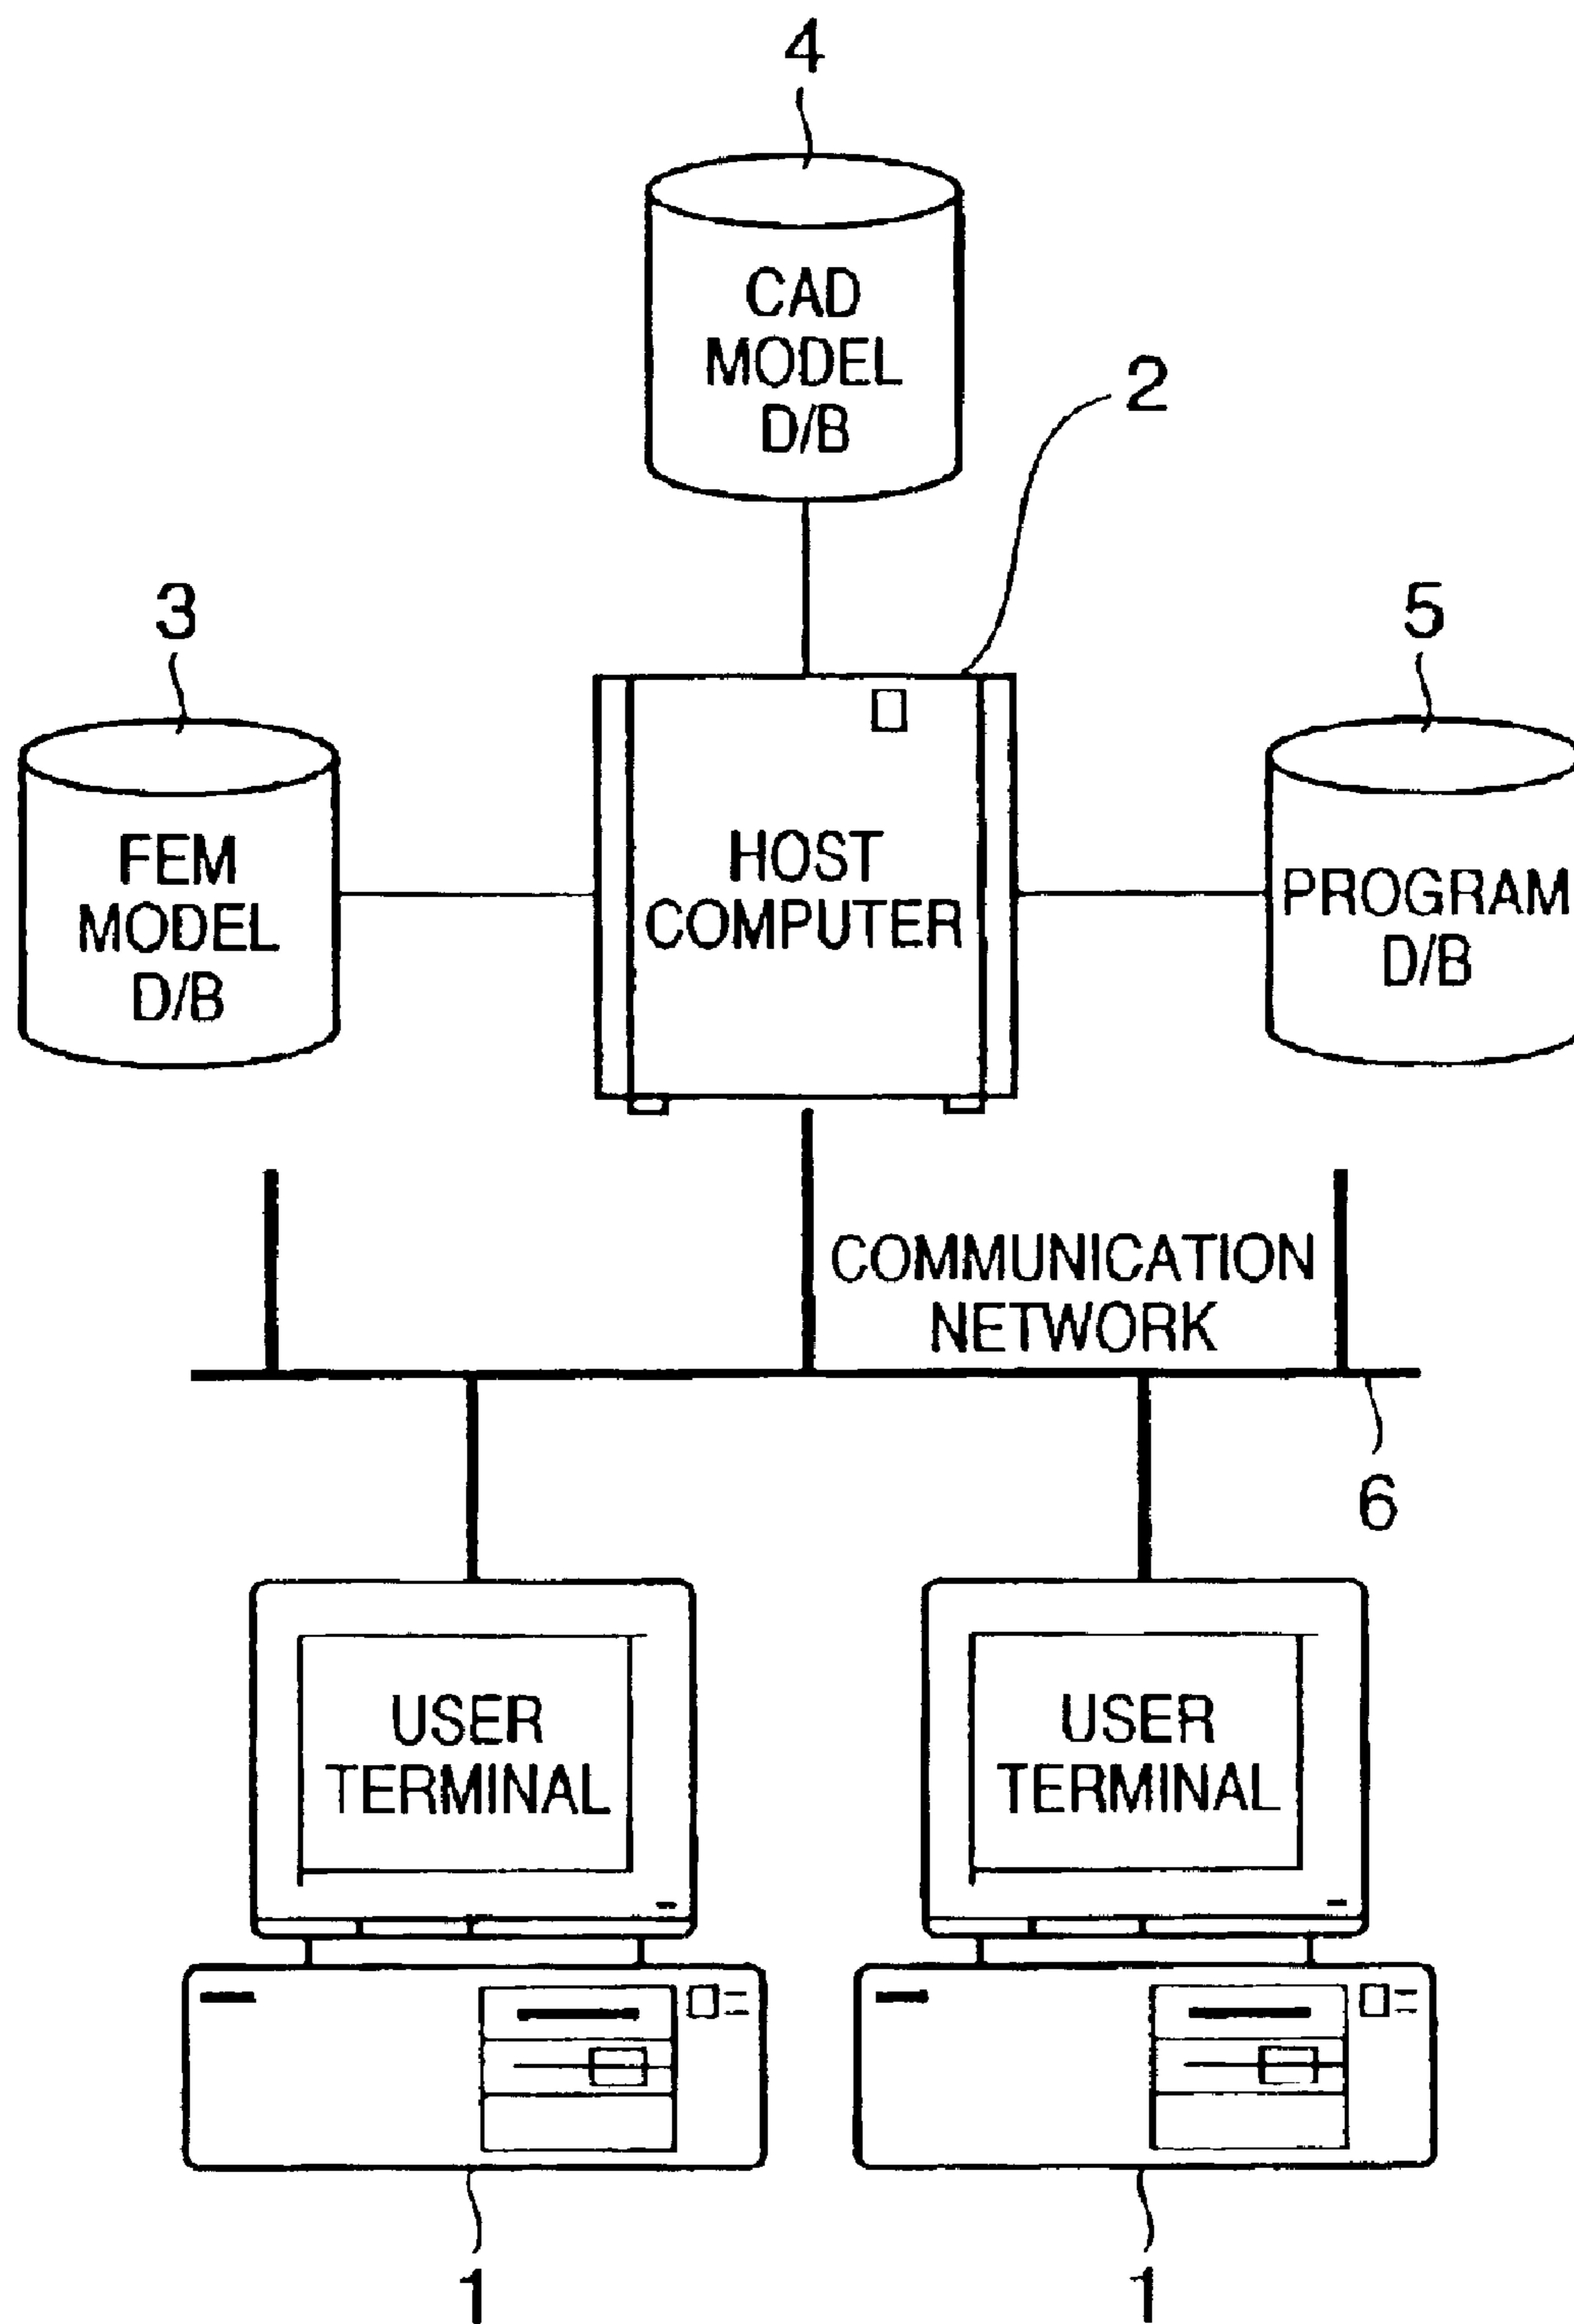 4
CAD
MODEL
D/B
2
3
5
FEM
MODEL
D/B
HOST
COMPUTER
PROGRAM
D/B
COMMUNICATION
NETWORK
6
USER
TERMINAL
USER
TERMINAL
1
1